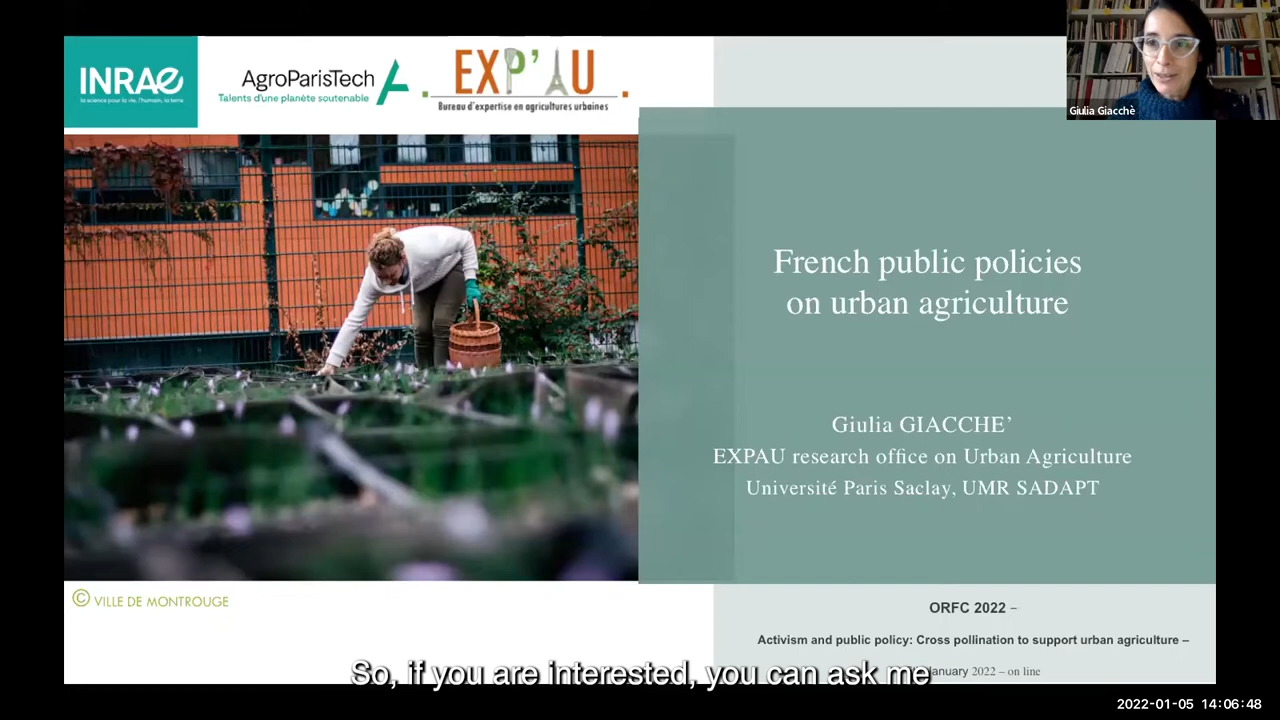 INRAE
la science pour la vie, l'humain, la terre
AgroParisTech
Talents d'une planète soutenable
EXP'AU
Bureau d'expertise en agricultures urbaines
Giulia Giacchè
French public policies
on urban agriculture
Giulia GIACCHE'
EXPAU research office on Urban Agriculture
Université Paris Saclay, UMR SADAPT
© VILLE DE MONTROUGE
ORFC 2022 –
Activism and public policy: Cross pollination to support urban agriculture –
January 2022 – on line
So, if you are interested, you can ask me
2022-01-05 14:06:48